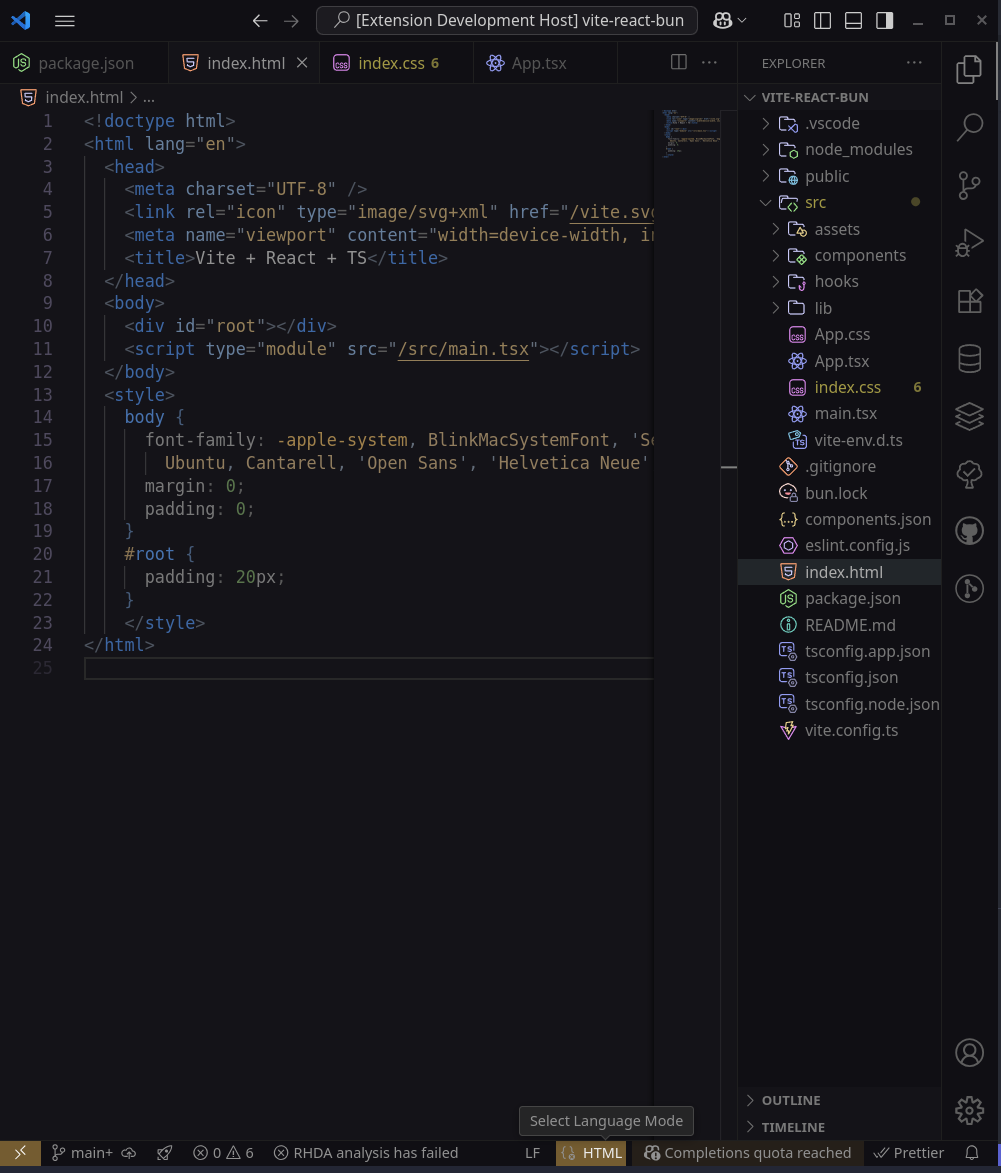 [Extension Development Host] vite-react-bun
package.json
index.html
index.css 6
App.tsx
EXPLORER
index.html > ...
1 <!doctype html>
2 <html lang="en">
3 <head>
4 <meta charset="UTF-8" />
5 <link rel="icon" type="image/svg+xml" href="/vite.svg
6 <meta name="viewport" content="width=device-width, in
7 <title>Vite + React + TS</title>
8 </head>
9 <body>
10 <div id="root"></div>
11 <script type="module" src="/src/main.tsx"></script>
12 </body>
13 <style>
14 body {
15 font-family: -apple-system, BlinkMacSystemFont, 'Se
16 Ubuntu, Cantarell, 'Open Sans', 'Helvetica Neue'
17 margin: 0;
18 padding: 0;
19 }
20 #root {
21 padding: 20px;
22 }
23 </style>
24 </html>
25
VITE-REACT-BUN
.vscode
node_modules
public
src
assets
components
hooks
lib
App.css
App.tsx
index.css 6
main.tsx
vite-env.d.ts
.gitignore
bun.lock
components.json
eslint.config.js
index.html
package.json
README.md
tsconfig.app.json
tsconfig.json
tsconfig.node.json
vite.config.ts
OUTLINE
TIMELINE
Select Language Mode
main+
0
6
RHDA analysis has failed
LF
HTML
Completions quota reached
Prettier